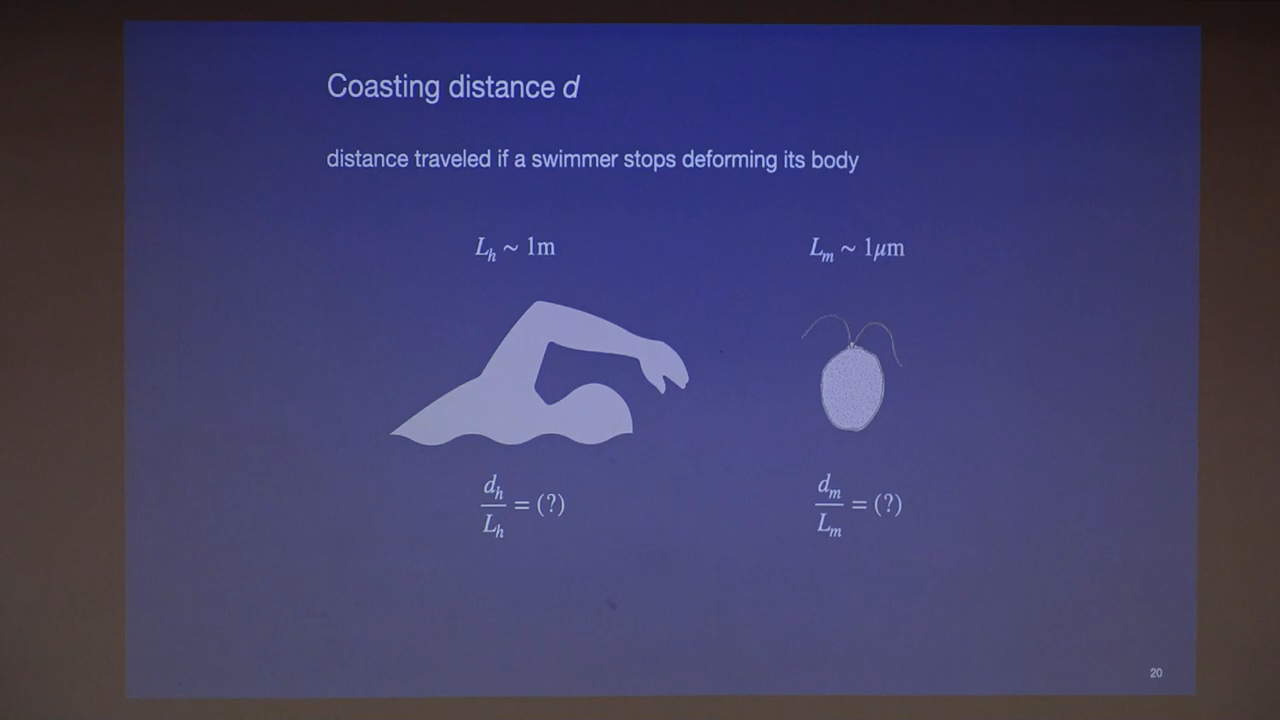 Coasting distance d
distance traveled if a swimmer stops deforming its body
L_h ~ 1m
L_m ~ 1μm
d_h/L_h = (?)
d_m/L_m = (?)
20